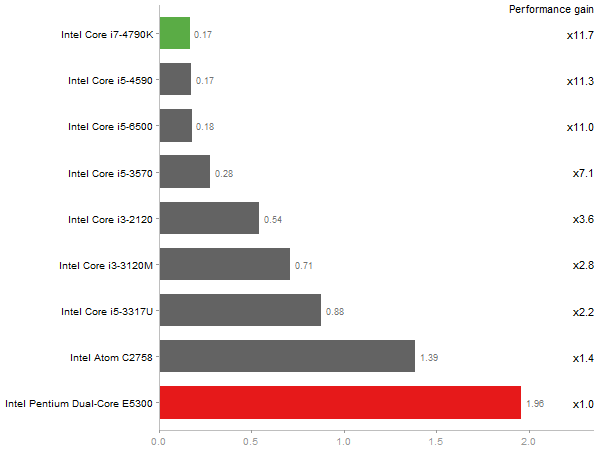 Performance gain
Intel Core i7-4790K 0.17 x11.7
Intel Core i5-4590 0.17 x11.3
Intel Core i5-6500 0.18 x11.0
Intel Core i5-3570 0.28 x7.1
Intel Core i3-2120 0.54 x3.6
Intel Core i3-3120M 0.71 x2.8
Intel Core i5-3317U 0.88 x2.2
Intel Atom C2758 1.39 x1.4
Intel Pentium Dual-Core E5300 1.96 x1.0
0.0 0.5 1.0 1.5 2.0